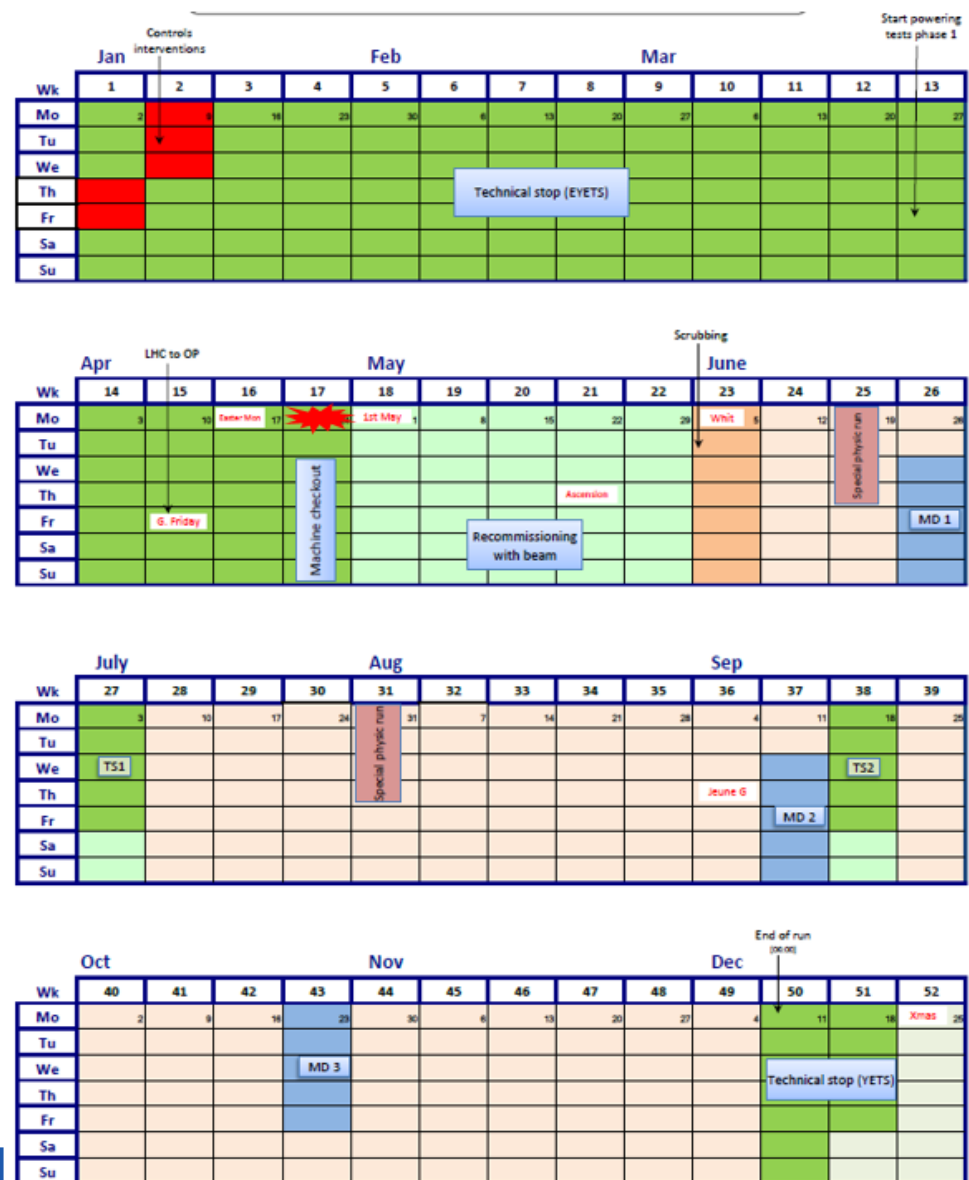 Start powering
tests phase 1
Controls
interventions
Jan Feb Mar
Wk 1 2 3 4 5 6 7 8 9 10 11 12 13
Mo 2 9 16 23 30 6 13 20 27 6 13 20 27
Tu
We
Th Technical stop (EYETS)
Fr
Sa
Su
Scrubbing
LHC to OP
Apr May June
Wk 14 15 16 17 18 19 20 21 22 23 24 25 26
Mo 3 10 Easter Mon 17 1st May 1 8 15 22 29 Whit 5 12 19 26
Tu
Special physic run
We
Machine checkout
Th Ascension
Fr G. Friday MD 1
Recommissioning
with beam
Sa
Su
July Aug Sep
Wk 27 28 29 30 31 32 33 34 35 36 37 38 39
Mo 3 10 17 24 31 7 14 21 28 4 11 18 25
Special physic run
Tu
We TS1 TS2
Th Jeune G
Fr MD 2
Sa
Su
End of run
[06:00]
Oct Nov Dec
Wk 40 41 42 43 44 45 46 47 48 49 50 51 52
Mo 2 9 16 23 30 6 13 20 27 4 11 18 Xmas 25
Tu
We MD 3 Technical stop (YETS)
Th
Fr
Sa
Su